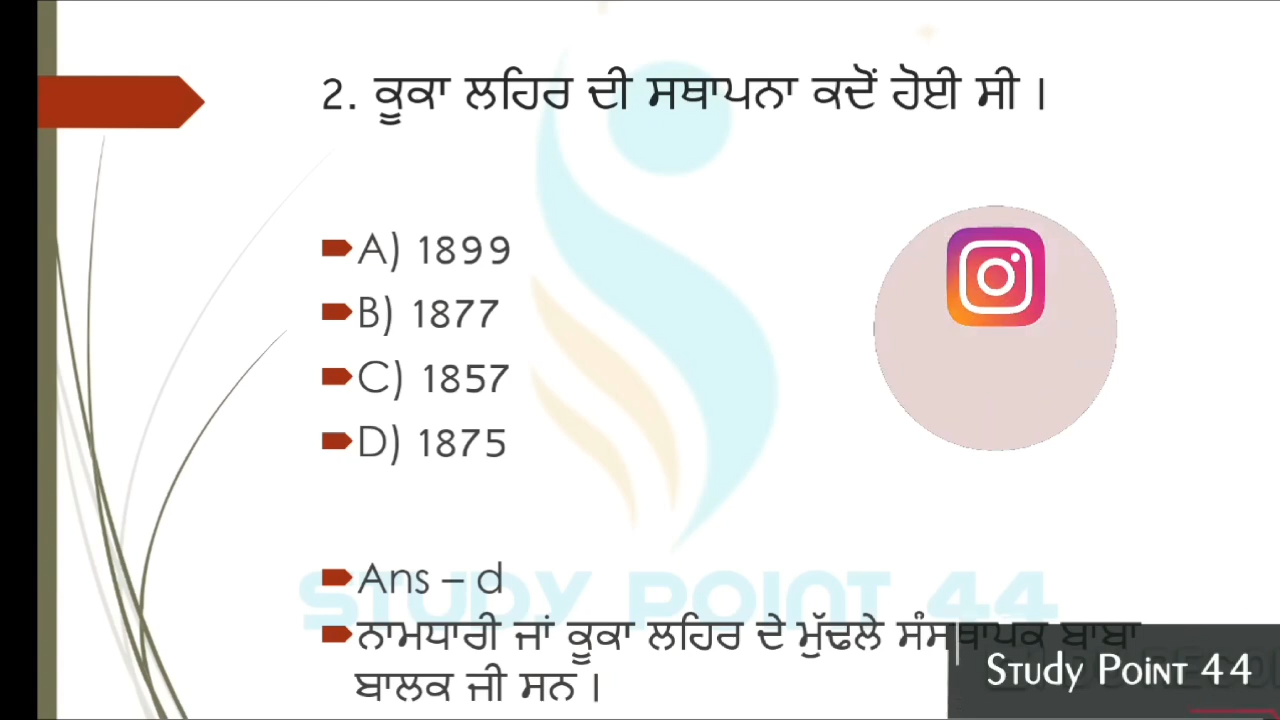 2. ਕੂਕਾ ਲਹਿਰ ਦੀ ਸਥਾਪਨਾ ਕਦੋਂ ਹੋਈ ਸੀ ।
A) 1899
B) 1877
C) 1857
D) 1875
Ans – d
STUDY POINT 44
ਨਾਮਧਾਰੀ ਜਾਂ ਕੂਕਾ ਲਹਿਰ ਦੇ ਮੁੱਢਲੇ ਸੰਸਥਾਪਕ ਬਾਬਾ
ਬਾਲਕ ਜੀ ਸਨ ।
Study Point 44